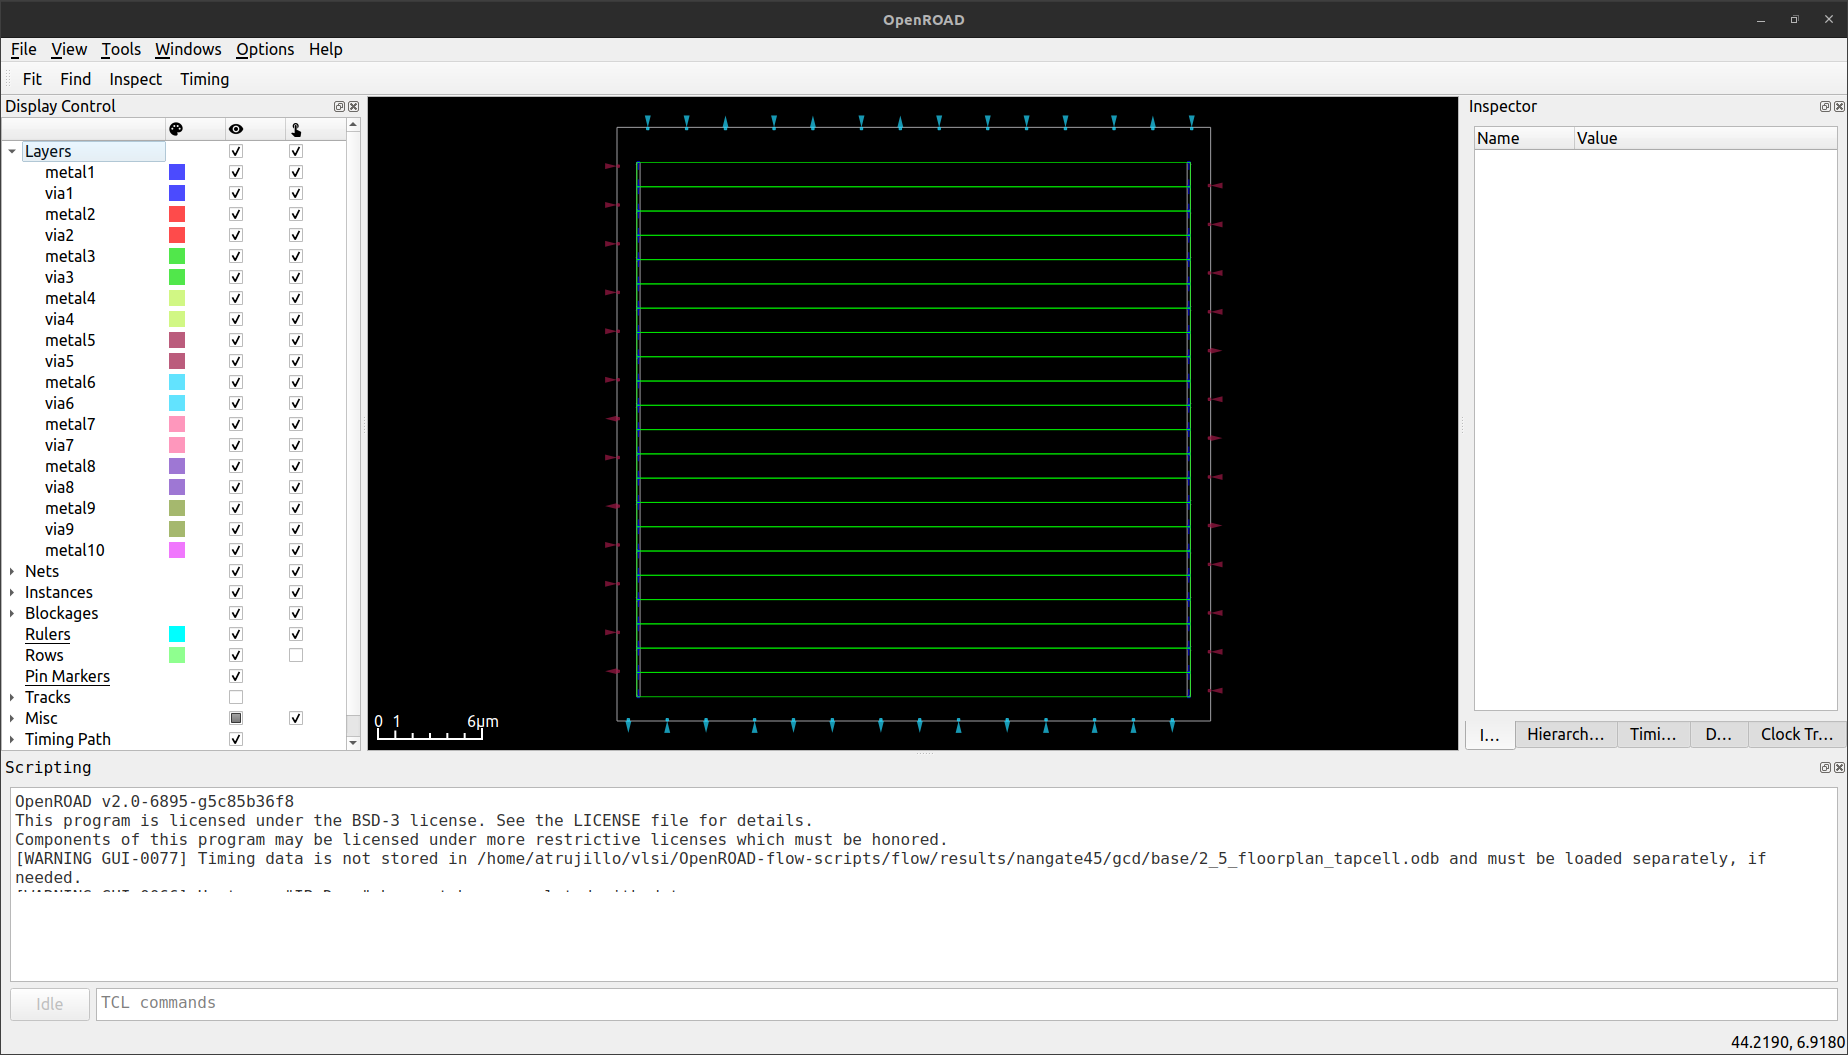 OpenROAD
File View Tools Windows Options Help
Fit Find Inspect Timing
Display Control
Layers
metal1
via1
metal2
via2
metal3
via3
metal4
via4
metal5
via5
metal6
via6
metal7
via7
metal8
via8
metal9
via9
metal10
Nets
Instances
Blockages
Rulers
Rows
Pin Markers
Tracks
Misc
Timing Path
0 1 6μm
Inspector
Name Value
I... Hierarch... Timi... D... Clock Tr...
Scripting
OpenROAD v2.0-6895-g5c85b36f8
This program is licensed under the BSD-3 license. See the LICENSE file for details.
Components of this program may be licensed under more restrictive licenses which must be honored.
[WARNING GUI-0077] Timing data is not stored in /home/atrujillo/vlsi/OpenROAD-flow-scripts/flow/results/nangate45/gcd/base/2_5_floorplan_tapcell.odb and must be loaded separately, if
needed.
Idle TCL commands
44.2190, 6.9180